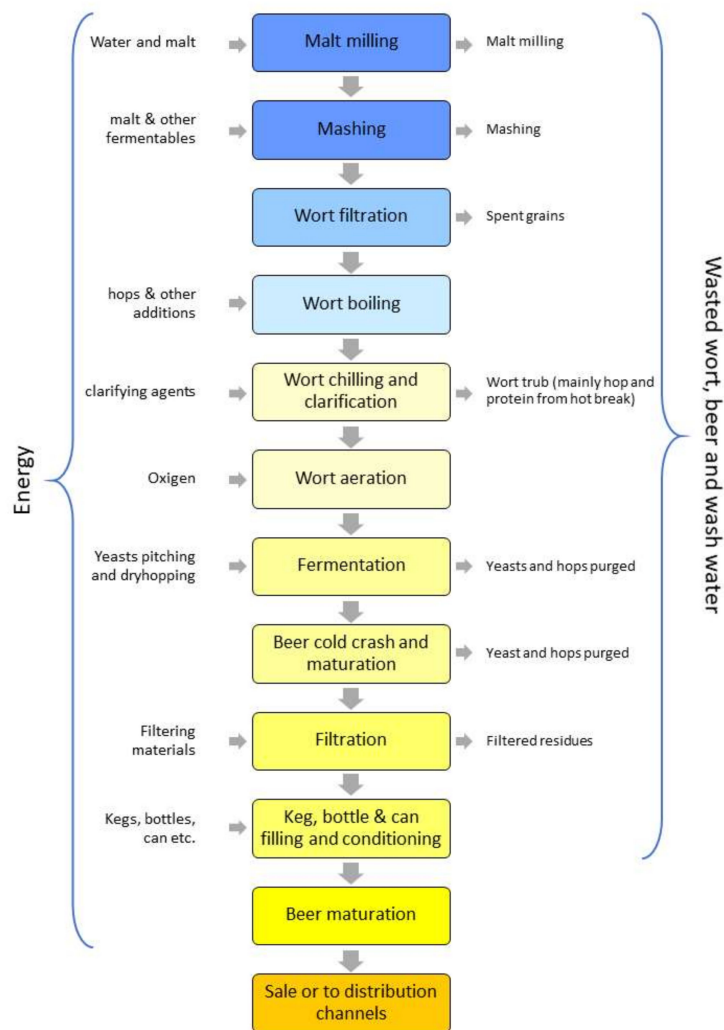 Water and malt
Malt milling
Malt milling
malt & other
fermentables
Mashing
Mashing
Wort filtration
Spent grains
hops & other
additions
Wort boiling
clarifying agents
Wort chilling and
clarification
Wort trub (mainly hop and
protein from hot break)
Oxigen
Wort aeration
Yeasts pitching
and dryhopping
Fermentation
Yeasts and hops purged
Beer cold crash and
maturation
Yeast and hops purged
Filtering
materials
Filtration
Filtered residues
Kegs, bottles,
can etc.
Keg, bottle & can
filling and conditioning
Beer maturation
Sale or to distribution
channels
Energy
Wasted wort, beer and wash water